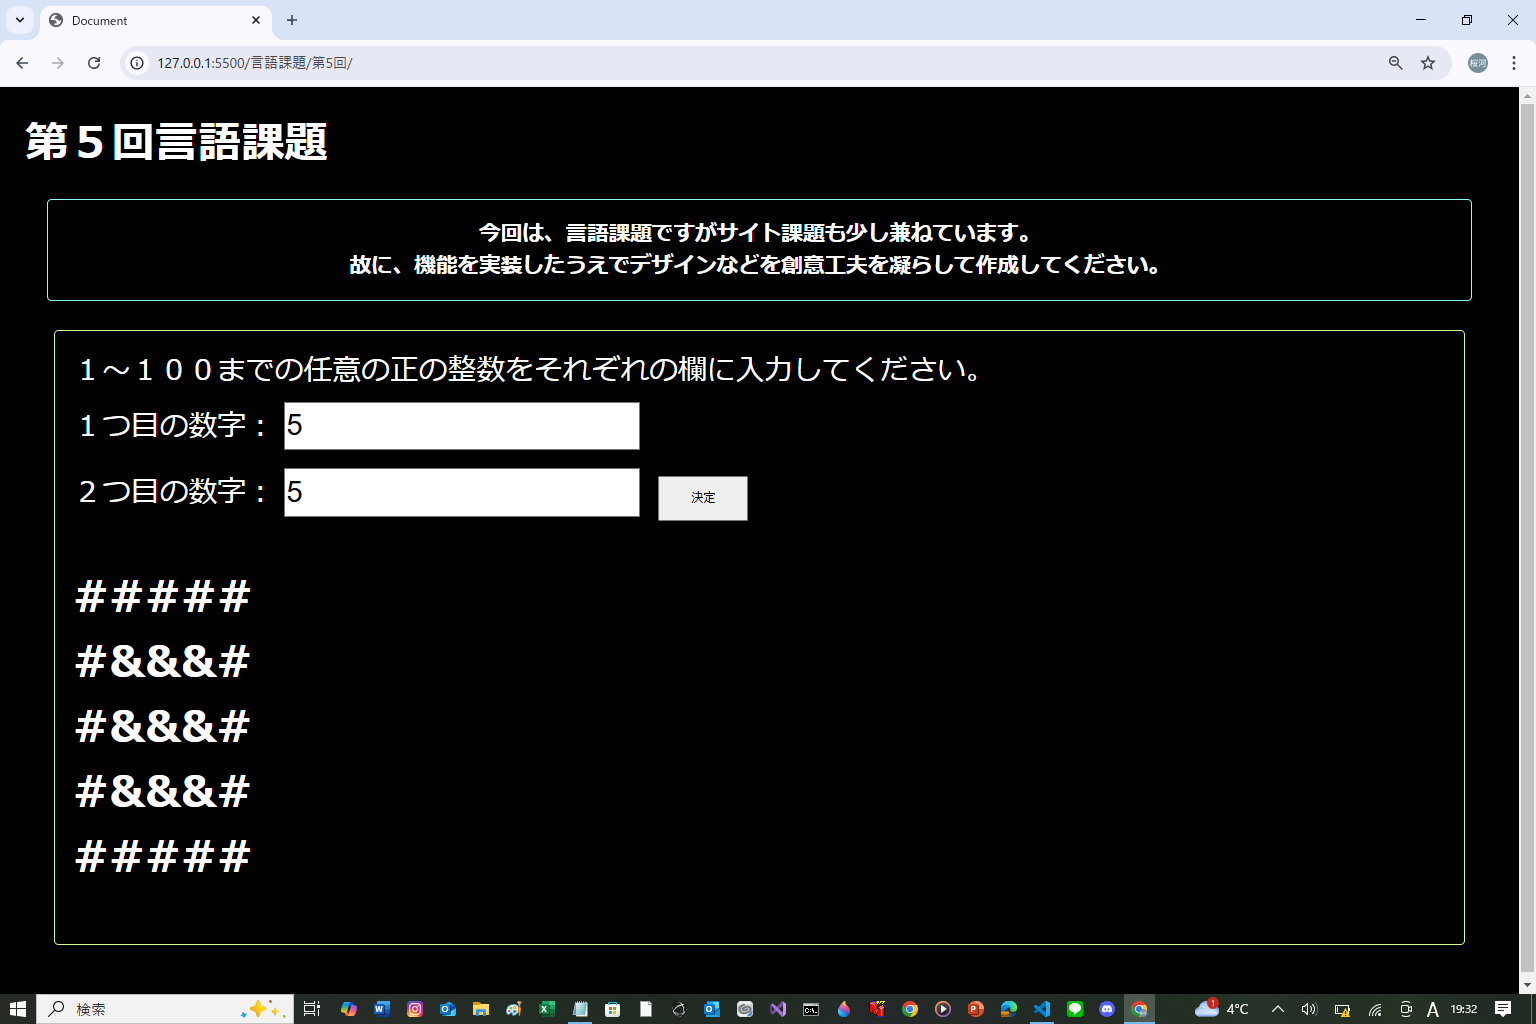 Document
127.0.0.1:5500/言語課題/第5回/
桜河
第５回言語課題
今回は、言語課題ですがサイト課題も少し兼ねています。
故に、機能を実装したうえでデザインなどを創意工夫を凝らして作成してください。
１～１００までの任意の正の整数をそれぞれの欄に入力してください。
１つ目の数字： 5
２つ目の数字： 5 決定
#####
#&&&#
#&&&#
#&&&#
#####
検索
1 4°C A 19:32